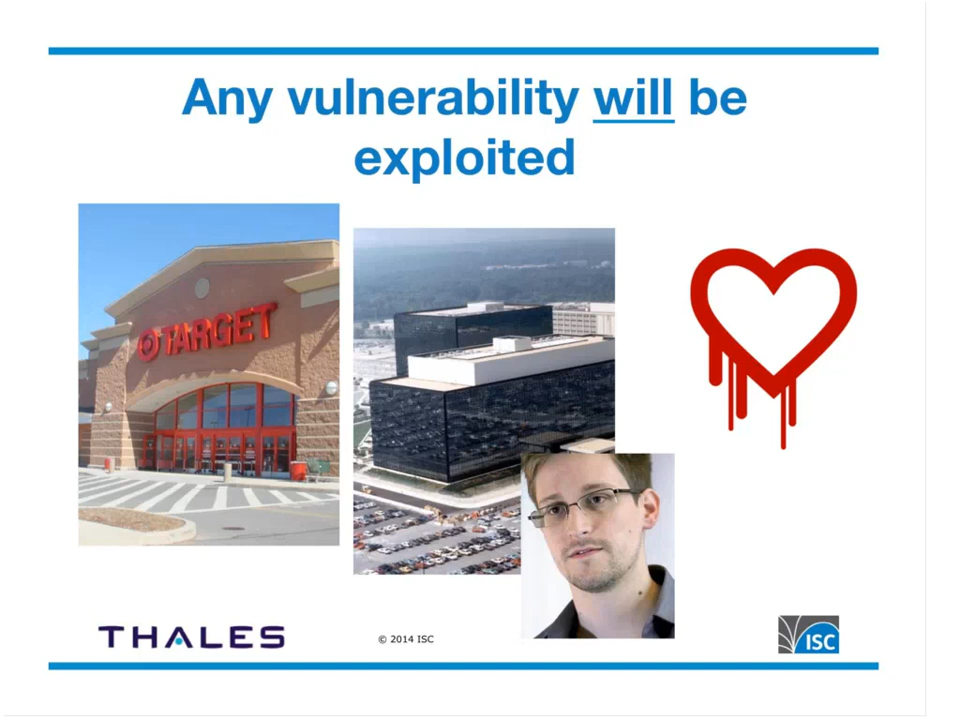 Any vulnerability will be
exploited
TARGET
THALES
© 2014 ISC
ISC